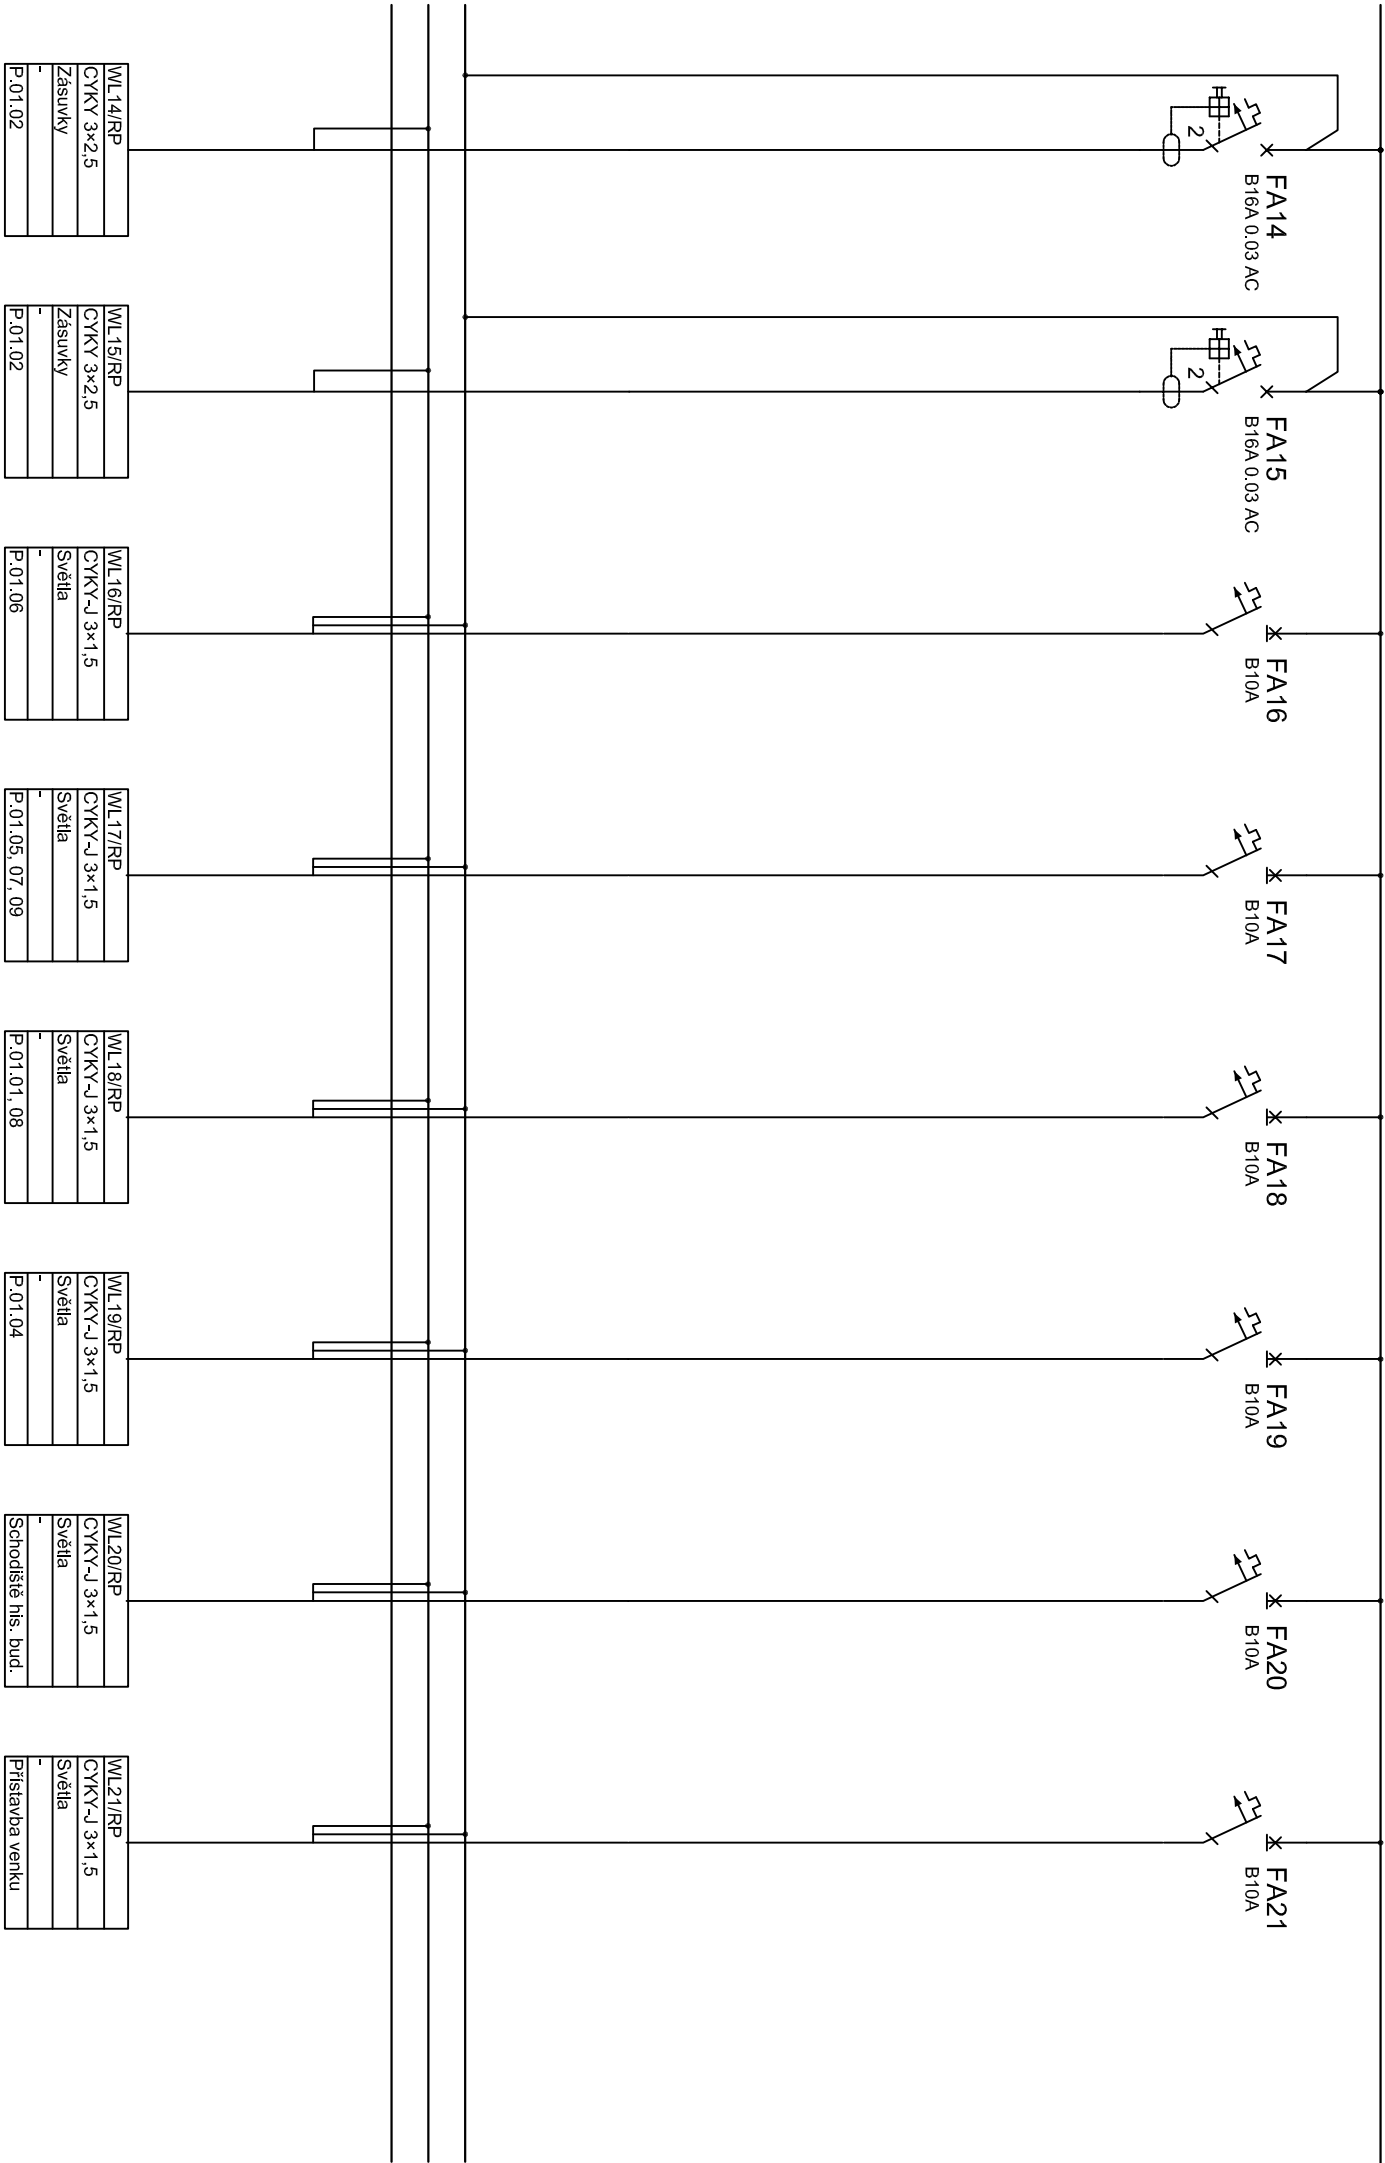 FA14
B16A 0.03 AC
2
FA15
B16A 0.03 AC
2
FA16
B10A
FA17
B10A
FA18
B10A
FA19
B10A
FA20
B10A
FA21
B10A
WL14/RP
CYKY 3×2,5
Zásuvky
-
P.01.02
WL15/RP
CYKY 3×2,5
Zásuvky
-
P.01.02
WL16/RP
CYKY-J 3×1,5
Světla
-
P.01.06
WL17/RP
CYKY-J 3×1,5
Světla
-
P.01.05, 07, 09
WL18/RP
CYKY-J 3×1,5
Světla
-
P.01.01, 08
WL19/RP
CYKY-J 3×1,5
Světla
-
P.01.04
WL20/RP
CYKY-J 3×1,5
Světla
-
Schodiště his. bud.
WL21/RP
CYKY-J 3×1,5
Světla
-
Přístavba venku